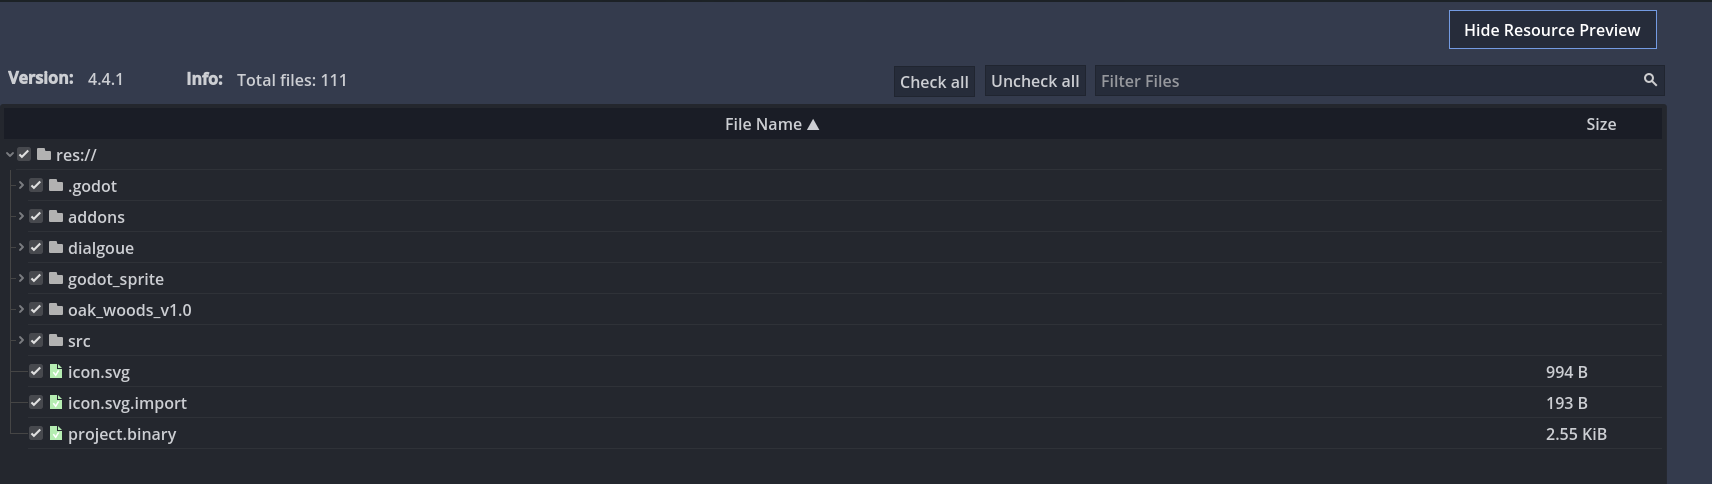 Hide Resource Preview
Version: 4.4.1 Info: Total files: 111 Check all Uncheck all Filter Files
File Name ▲ Size
res://
.godot
addons
dialgoue
godot_sprite
oak_woods_v1.0
src
icon.svg 994 B
icon.svg.import 193 B
project.binary 2.55 KiB